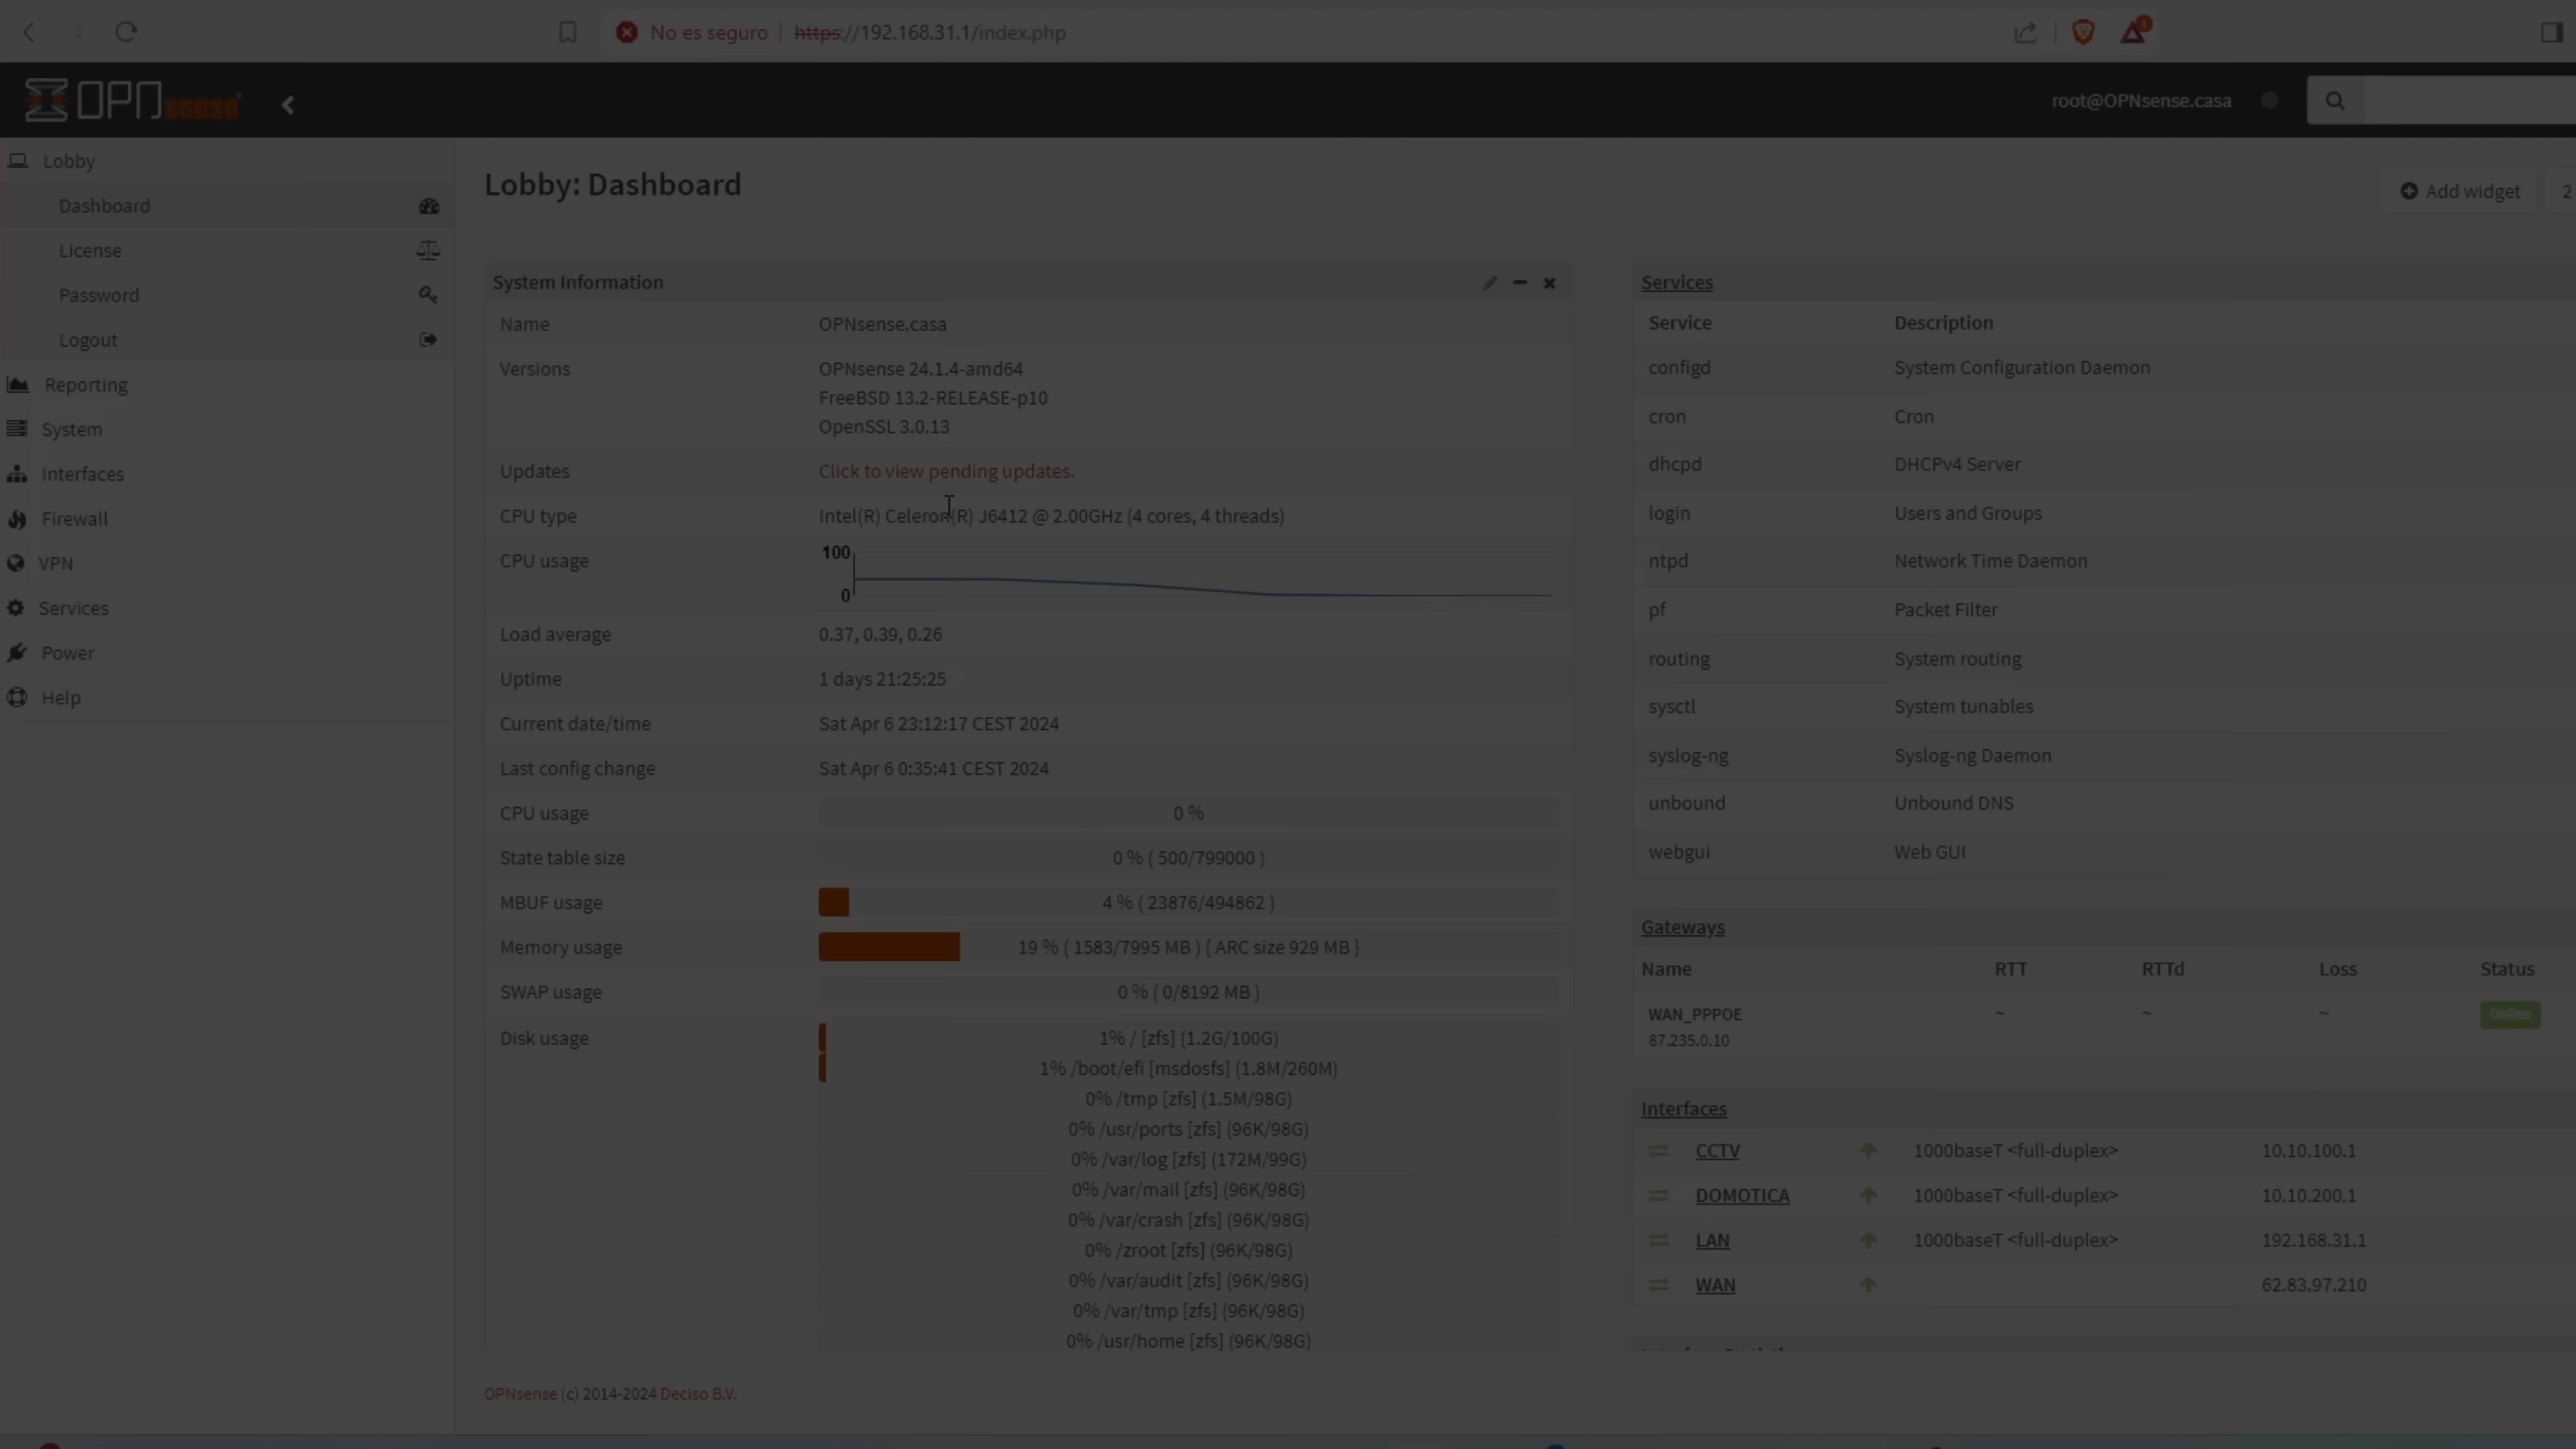 No es seguro https://192.168.31.1/index.php
1
OPNsense
root@OPNsense.casa
Lobby
Dashboard
License
Password
Logout
Reporting
System
Interfaces
Firewall
VPN
Services
Power
Help
Lobby: Dashboard
Add widget
2
System Information
Name OPNsense.casa
Versions OPNsense 24.1.4-amd64
FreeBSD 13.2-RELEASE-p10
OpenSSL 3.0.13
Updates Click to view pending updates.
CPU type Intel(R) Celeron(R) J6412 @ 2.00GHz (4 cores, 4 threads)
CPU usage 100
0
Load average 0.37, 0.39, 0.26
Uptime 1 days 21:25:25
Current date/time Sat Apr 6 23:12:17 CEST 2024
Last config change Sat Apr 6 0:35:41 CEST 2024
CPU usage 0 %
State table size 0 % ( 500/799000 )
MBUF usage 4 % ( 23876/494862 )
Memory usage 19 % ( 1583/7995 MB ) { ARC size 929 MB }
SWAP usage 0 % ( 0/8192 MB )
Disk usage 1% / [zfs] (1.2G/100G)
1% /boot/efi [msdosfs] (1.8M/260M)
0% /tmp [zfs] (1.5M/98G)
0% /usr/ports [zfs] (96K/98G)
0% /var/log [zfs] (172M/99G)
0% /var/mail [zfs] (96K/98G)
0% /var/crash [zfs] (96K/98G)
0% /zroot [zfs] (96K/98G)
0% /var/audit [zfs] (96K/98G)
0% /var/tmp [zfs] (96K/98G)
0% /usr/home [zfs] (96K/98G)
Services
Service Description
configd System Configuration Daemon
cron Cron
dhcpd DHCPv4 Server
login Users and Groups
ntpd Network Time Daemon
pf Packet Filter
routing System routing
sysctl System tunables
syslog-ng Syslog-ng Daemon
unbound Unbound DNS
webgui Web GUI
Gateways
Name RTT RTTd Loss Status
WAN_PPPOE ~ ~ ~ Online
87.235.0.10
Interfaces
CCTV 1000baseT <full-duplex> 10.10.100.1
DOMOTICA 1000baseT <full-duplex> 10.10.200.1
LAN 1000baseT <full-duplex> 192.168.31.1
WAN 62.83.97.210
OPNsense (c) 2014-2024 Deciso B.V.